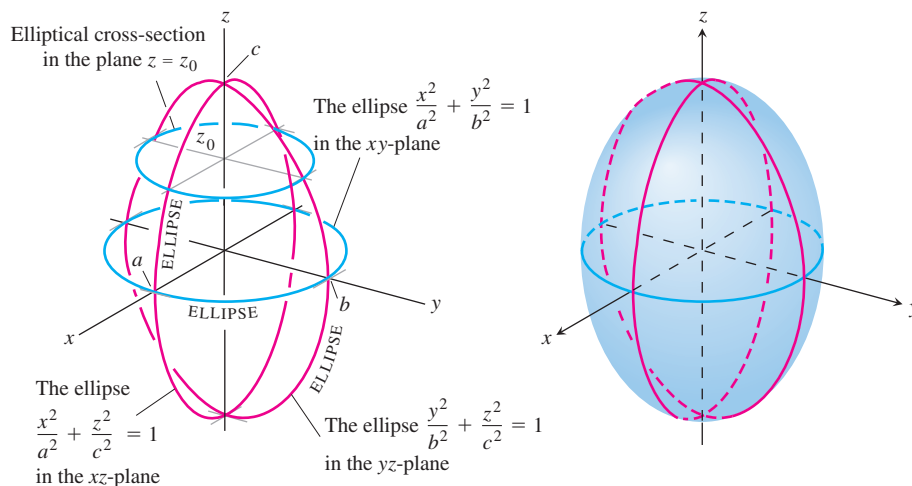 z
Elliptical cross-section
in the plane z = z₀
c
The ellipse x²/a² + y²/b² = 1
in the xy-plane
z₀
ELLIPSE
a
b
y
ELLIPSE
x
ELLIPSE
The ellipse
x²/a² + z²/c² = 1
in the xz-plane
The ellipse y²/b² + z²/c² = 1
in the yz-plane
z
x